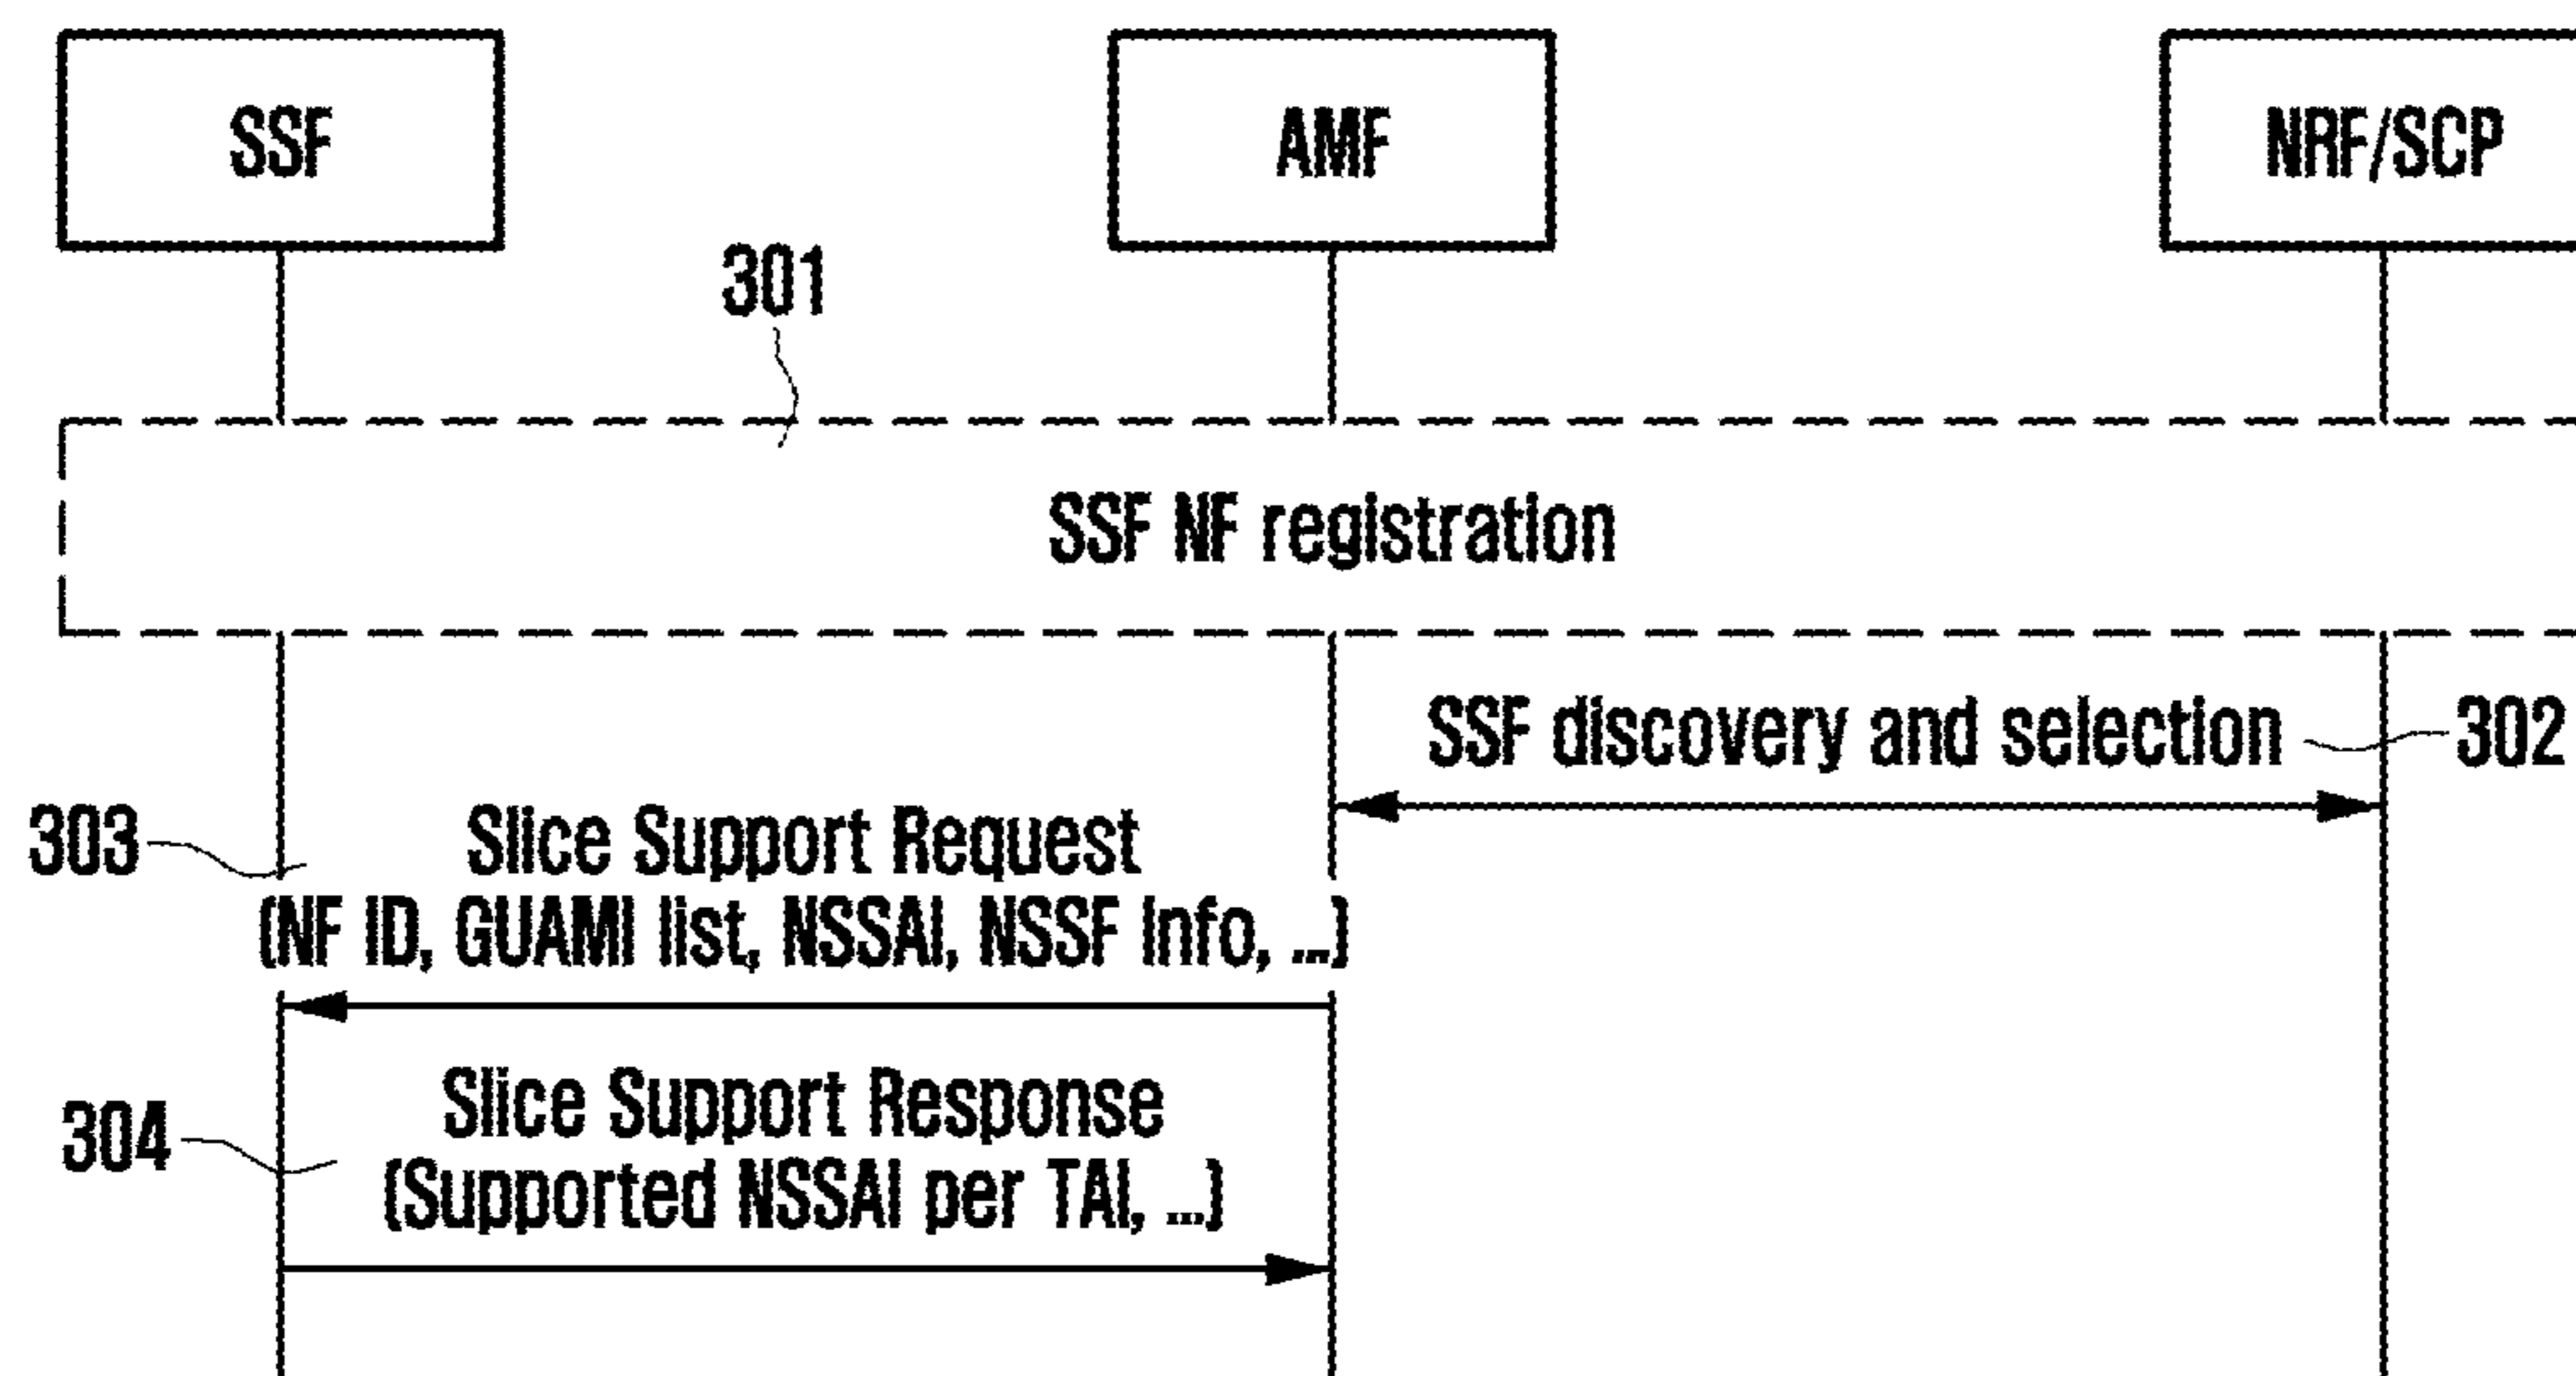 SSF
AMF
NRF/SCP
301
SSF NF registration
SSF discovery and selection
302
303
Slice Support Request
(NF ID, GUAMI list, NSSAI, NSSF info, ...)
304
Slice Support Response
(Supported NSSAI per TAI, ...)